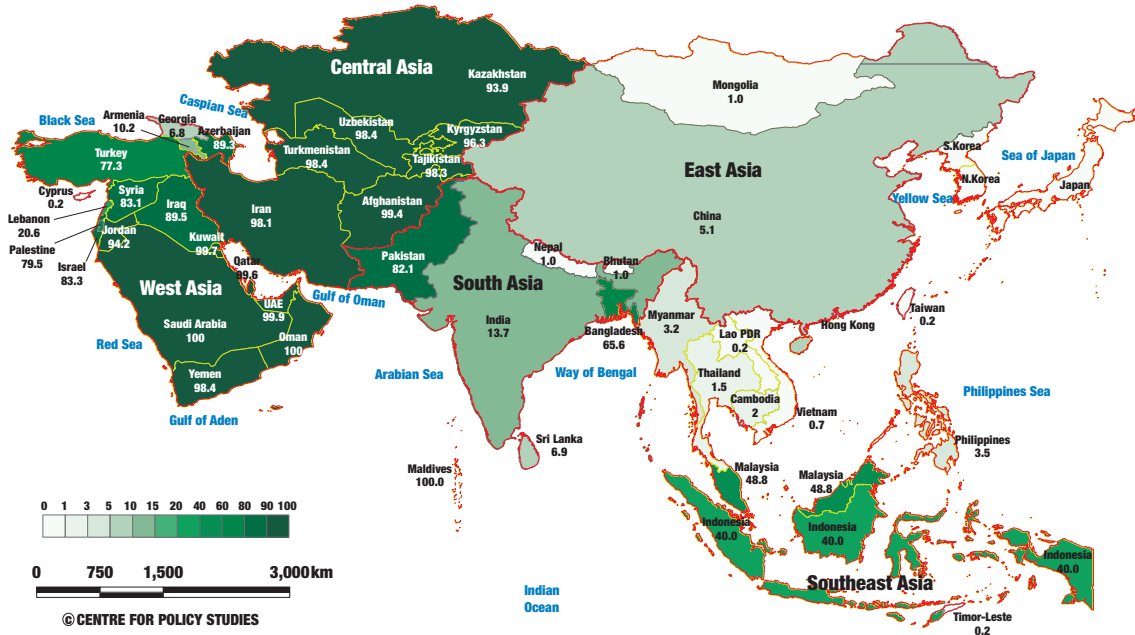 Central Asia
Kazakhstan
93.9
Mongolia
1.0
Caspian Sea
Black Sea
Armenia
10.2
Georgia
6.8
Azerbaijan
89.3
Uzbekistan
98.4
Kyrgyzstan
96.3
Turkmenistan
98.4
Tajikistan
98.3
Turkey
77.3
S.Korea
Sea of Japan
N.Korea
Japan
Yellow Sea
East Asia
China
5.1
Cyprus
0.2
Syria
83.1
Iraq
89.5
Iran
98.1
Afghanistan
99.4
Lebanon
20.6
Jordan
94.2
Palestine
79.5
Israel
83.3
Kuwait
99.7
Qatar
99.6
Pakistan
82.1
Nepal
1.0
Bhutan
1.0
West Asia
Gulf of Oman
South Asia
UAE
99.9
Saudi Arabia
100
Oman
100
Red Sea
Yemen
98.4
Gulf of Aden
Arabian Sea
India
13.7
Bangladesh
65.6
Way of Bengal
Myanmar
3.2
Lao PDR
0.2
Hong Kong
Taiwan
0.2
Thailand
1.5
Cambodia
2
Vietnam
0.7
Philippines Sea
Philippines
3.5
Sri Lanka
6.9
Maldives
100.0
Malaysia
48.8
Malaysia
48.8
Indonesia
40.0
Indonesia
40.0
Indonesia
40.0
Southeast Asia
Timor-Leste
0.2
Indian
Ocean
0 1 3 5 10 15 20 40 60 80 90 100
0 750 1,500 3,000km
© CENTRE FOR POLICY STUDIES